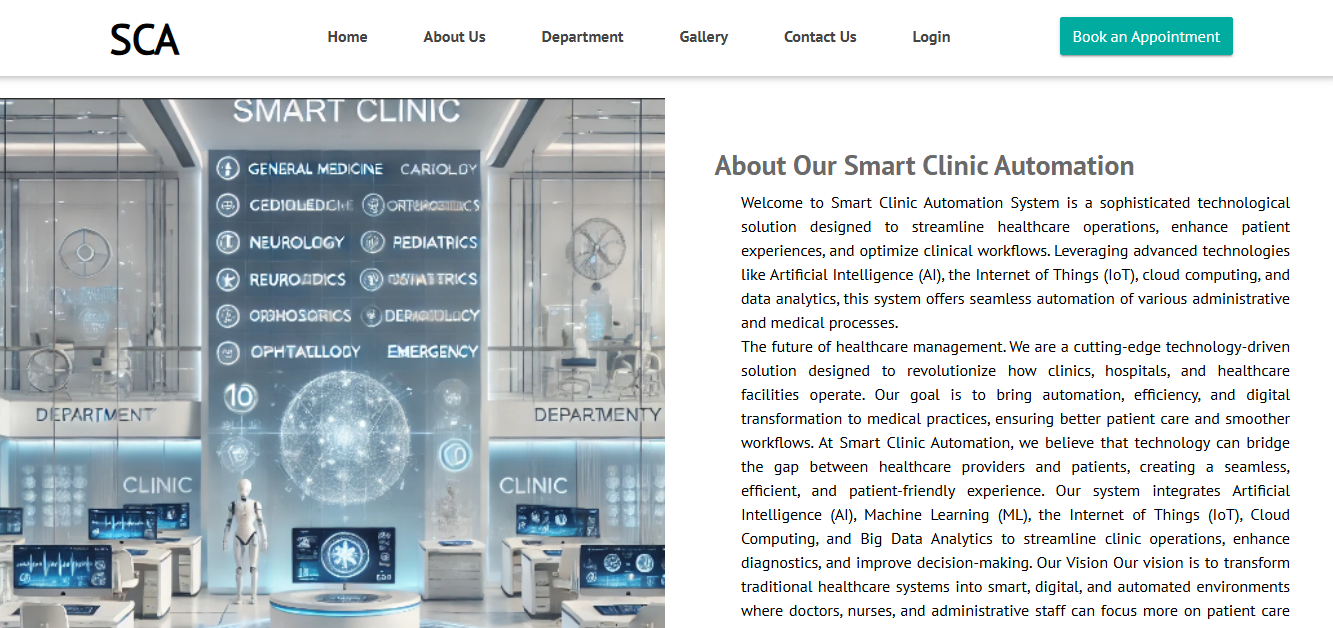 SCA
Home
About Us
Department
Gallery
Contact Us
Login
Book an Appointment
SMART CLINIC
GENERAL MEDICINE CARIOLOY
NEUROLOGY PEDIATRICS
OPHTALLODY EMERGENCY
10
DEPARTMENT
DEPARTMENTY
CLINIC
CLINIC
About Our Smart Clinic Automation
Welcome to Smart Clinic Automation System is a sophisticated technological
solution designed to streamline healthcare operations, enhance patient
experiences, and optimize clinical workflows. Leveraging advanced technologies
like Artificial Intelligence (AI), the Internet of Things (IoT), cloud computing, and
data analytics, this system offers seamless automation of various administrative
and medical processes.
The future of healthcare management. We are a cutting-edge technology-driven
solution designed to revolutionize how clinics, hospitals, and healthcare
facilities operate. Our goal is to bring automation, efficiency, and digital
transformation to medical practices, ensuring better patient care and smoother
workflows. At Smart Clinic Automation, we believe that technology can bridge
the gap between healthcare providers and patients, creating a seamless,
efficient, and patient-friendly experience. Our system integrates Artificial
Intelligence (AI), Machine Learning (ML), the Internet of Things (IoT), Cloud
Computing, and Big Data Analytics to streamline clinic operations, enhance
diagnostics, and improve decision-making. Our Vision Our vision is to transform
traditional healthcare systems into smart, digital, and automated environments
where doctors, nurses, and administrative staff can focus more on patient care